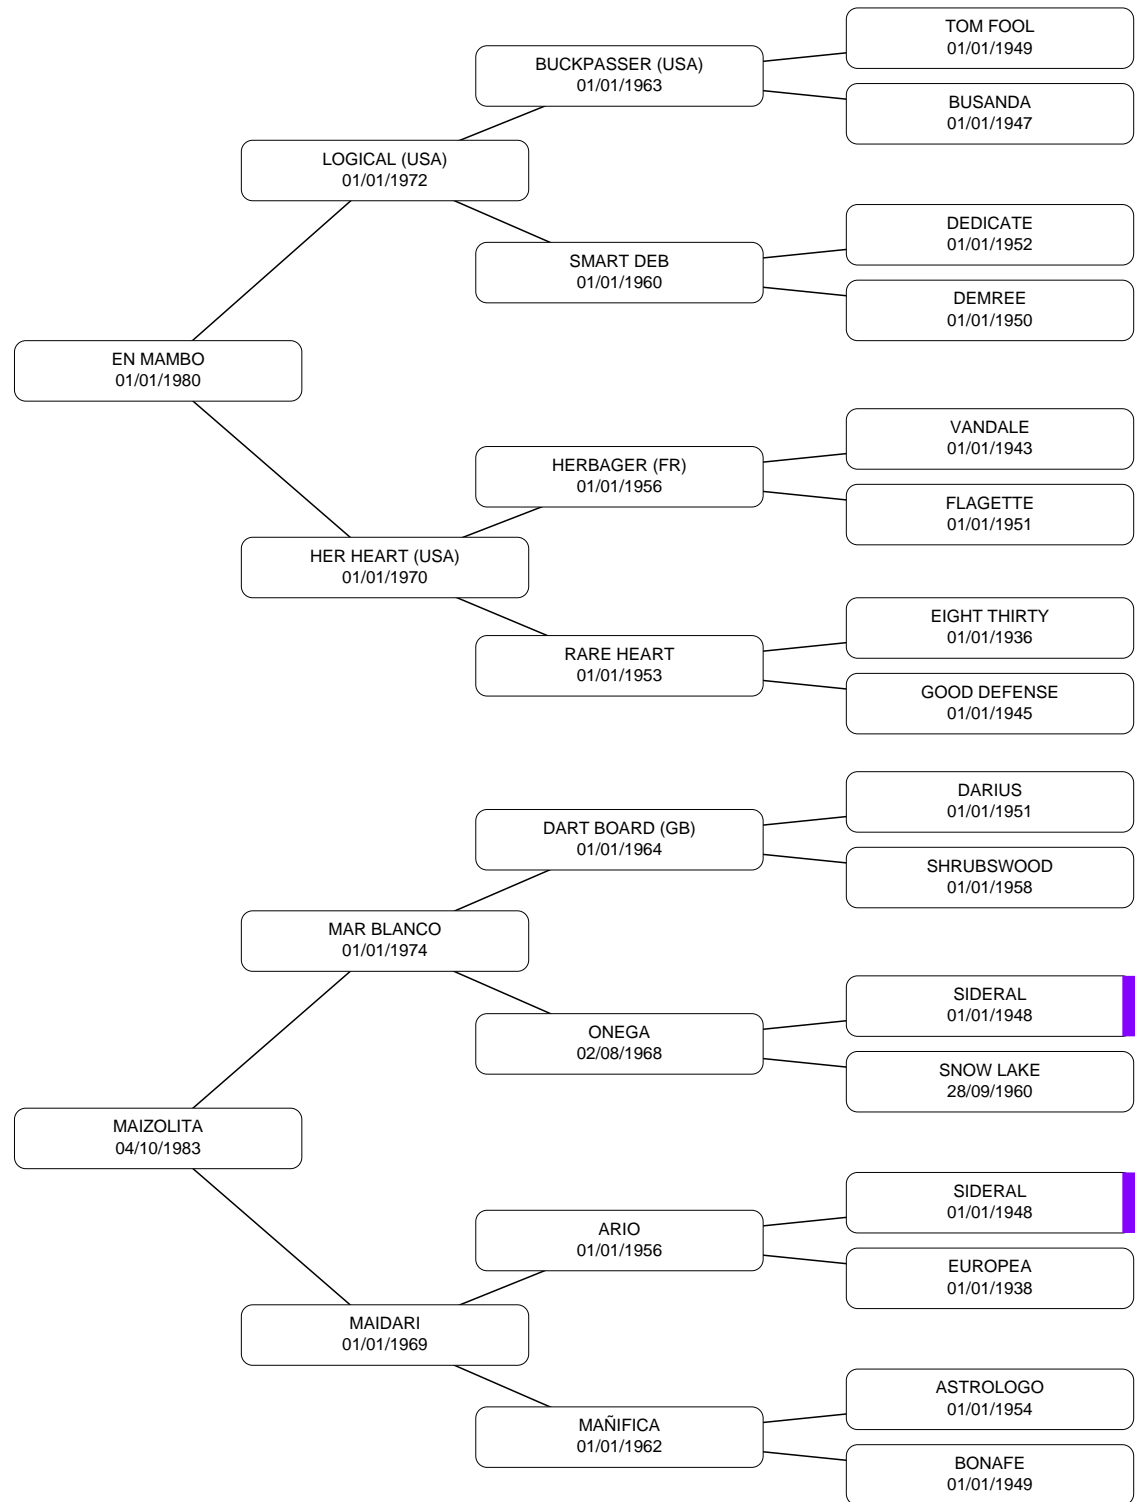 TOM FOOL
01/01/1949
BUCKPASSER (USA)
01/01/1963
BUSANDA
01/01/1947
LOGICAL (USA)
01/01/1972
DEDICATE
01/01/1952
SMART DEB
01/01/1960
DEMREE
01/01/1950
EN MAMBO
01/01/1980
VANDALE
01/01/1943
HERBAGER (FR)
01/01/1956
FLAGETTE
01/01/1951
HER HEART (USA)
01/01/1970
EIGHT THIRTY
01/01/1936
RARE HEART
01/01/1953
GOOD DEFENSE
01/01/1945
DARIUS
01/01/1951
DART BOARD (GB)
01/01/1964
SHRUBSWOOD
01/01/1958
MAR BLANCO
01/01/1974
SIDERAL
01/01/1948
ONEGA
02/08/1968
SNOW LAKE
28/09/1960
MAIZOLITA
04/10/1983
SIDERAL
01/01/1948
ARIO
01/01/1956
EUROPEA
01/01/1938
MAIDARI
01/01/1969
ASTROLOGO
01/01/1954
MAÑIFICA
01/01/1962
BONAFE
01/01/1949